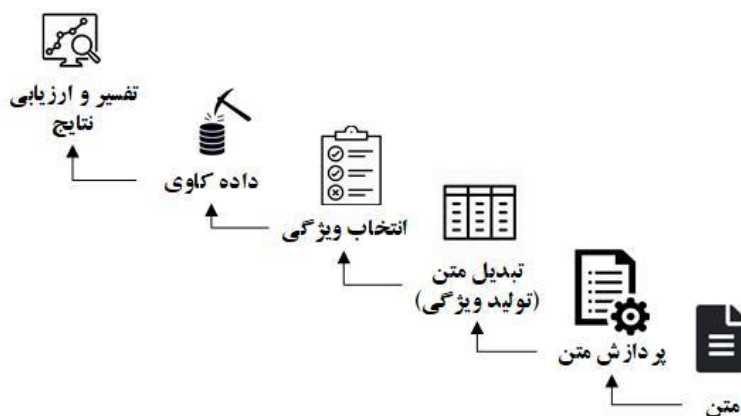 تفسیر و ارزیابی
نتایج
داده کاوی
انتخاب ویژگی
تبدیل متن
(تولید ویژگی)
پردازش متن
متن